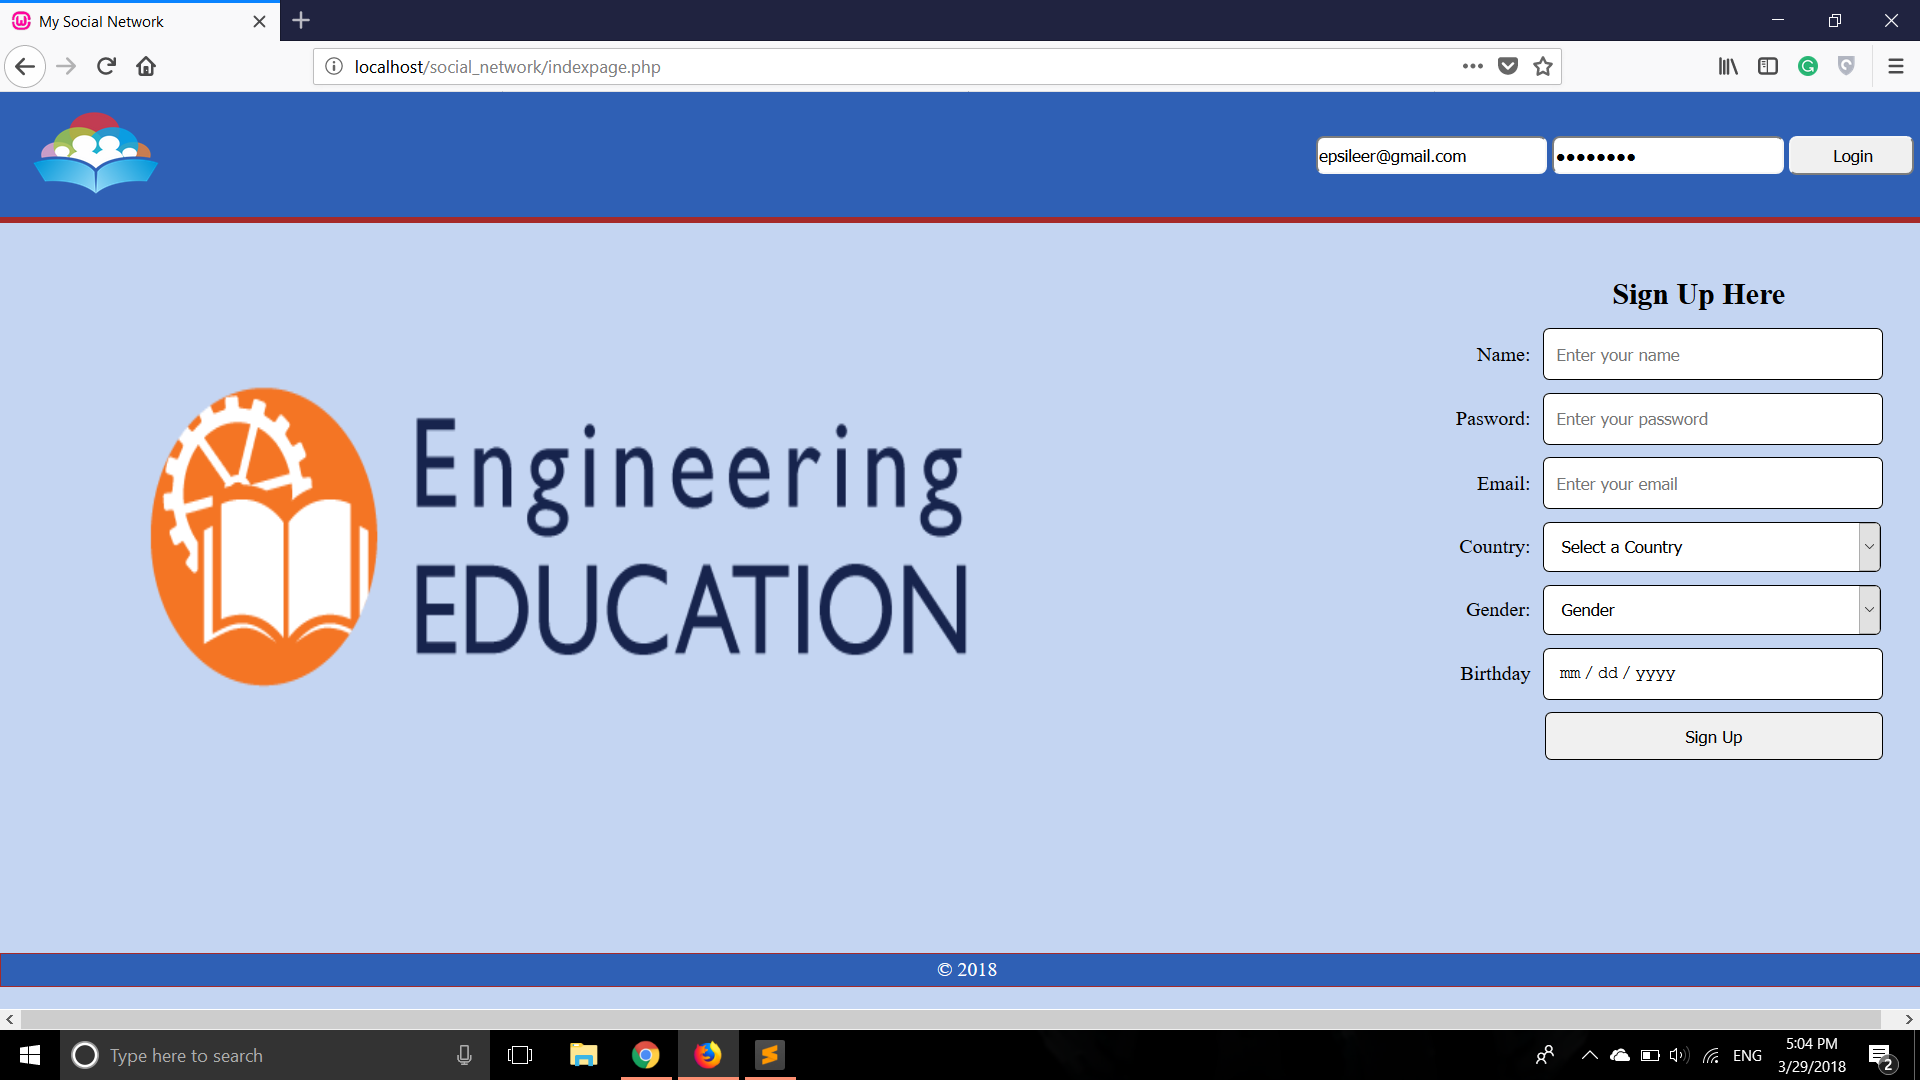 My Social Network
localhost/social_network/indexpage.php
epsileer@gmail.com
Login
Sign Up Here
Name:
Enter your name
Pasword:
Enter your password
Email:
Enter your email
Country:
Select a Country
Gender:
Gender
Birthday
mm / dd / yyyy
Sign Up
Engineering
EDUCATION
© 2018
Type here to search
ENG
5:04 PM
3/29/2018
2